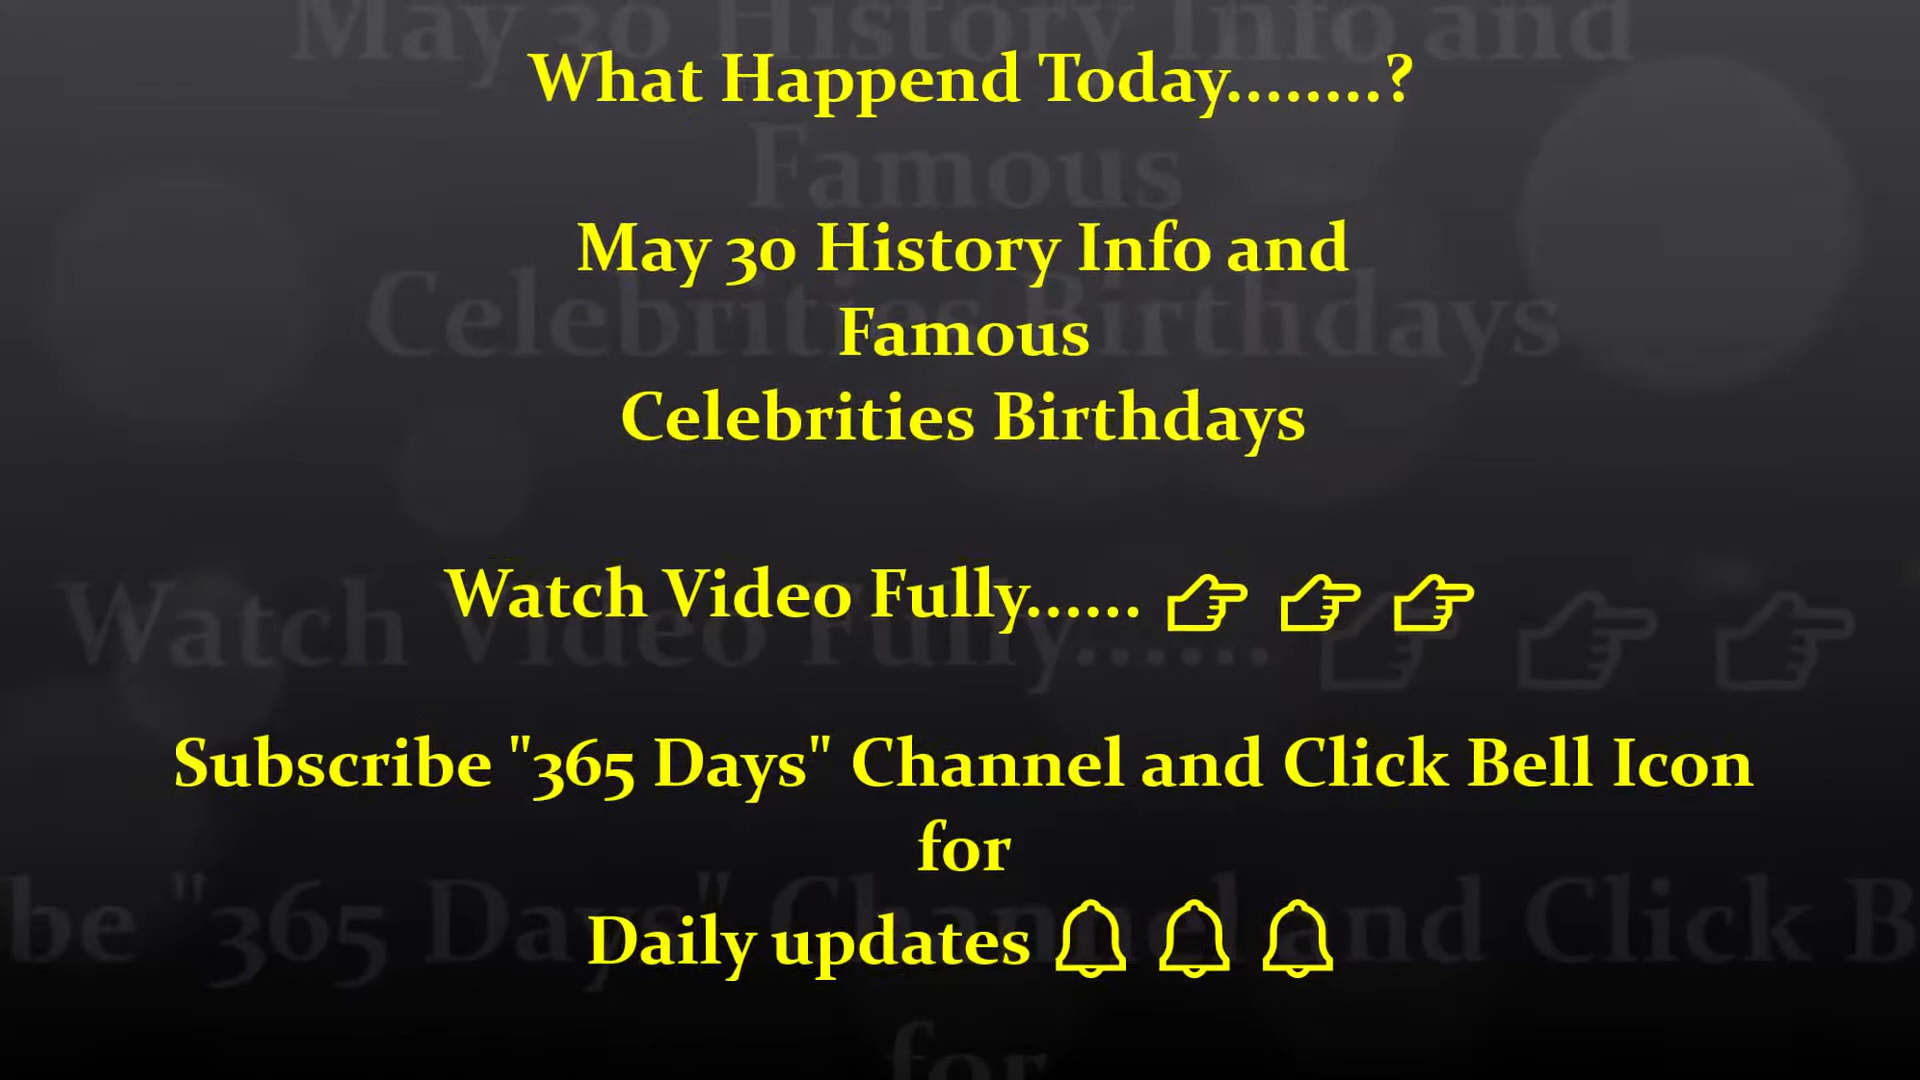 What Happend Today........?
May 30 History Info and
Famous
Celebrities Birthdays
Watch Video Fully......
Subscribe "365 Days" Channel and Click Bell Icon
for
Daily updates